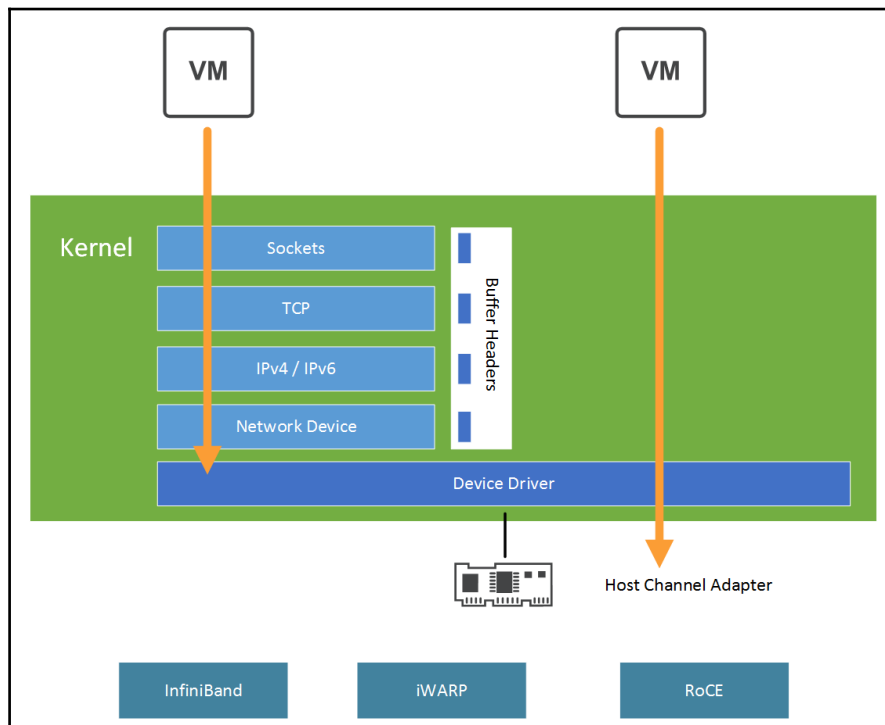 VM
VM
Kernel
Sockets
TCP
IPv4 / IPv6
Network Device
Buffer Headers
Device Driver
Host Channel Adapter
InfiniBand
iWARP
RoCE